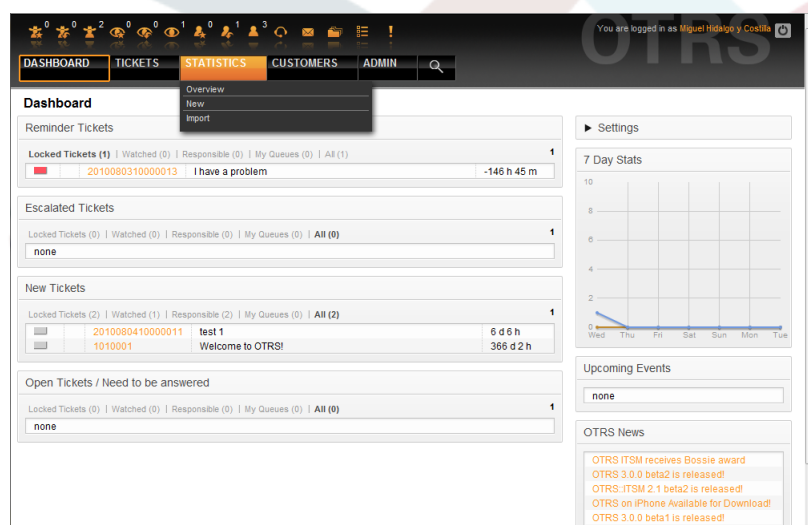 0 0 2 0 0 1 0 1 3
You are logged in as Miguel Hidalgo y Costilla
OTRS
DASHBOARD TICKETS STATISTICS CUSTOMERS ADMIN
Overview
New
Import
Dashboard
Reminder Tickets
Locked Tickets (1) | Watched (0) | Responsible (0) | My Queues (0) | All (1) 1
2010080310000013 I have a problem -146 h 45 m
Escalated Tickets
Locked Tickets (0) | Watched (0) | Responsible (0) | My Queues (0) | All (0) 1
none
New Tickets
Locked Tickets (2) | Watched (1) | Responsible (2) | My Queues (0) | All (2) 1
2010080410000011 test 1 6 d 6 h
1010001 Welcome to OTRS! 366 d 2 h
Open Tickets / Need to be answered
Locked Tickets (0) | Watched (0) | Responsible (0) | My Queues (0) | All (0) 1
none
Settings
7 Day Stats
10
8
6
4
2
0
Wed Thu Fri Sat Sun Mon Tue
Upcoming Events
none
OTRS News
OTRS ITSM receives Bossie award
OTRS 3.0.0 beta2 is released!
OTRS::ITSM 2.1 beta2 is released!
OTRS on iPhone Available for Download!
OTRS 3.0.0 beta1 is released!